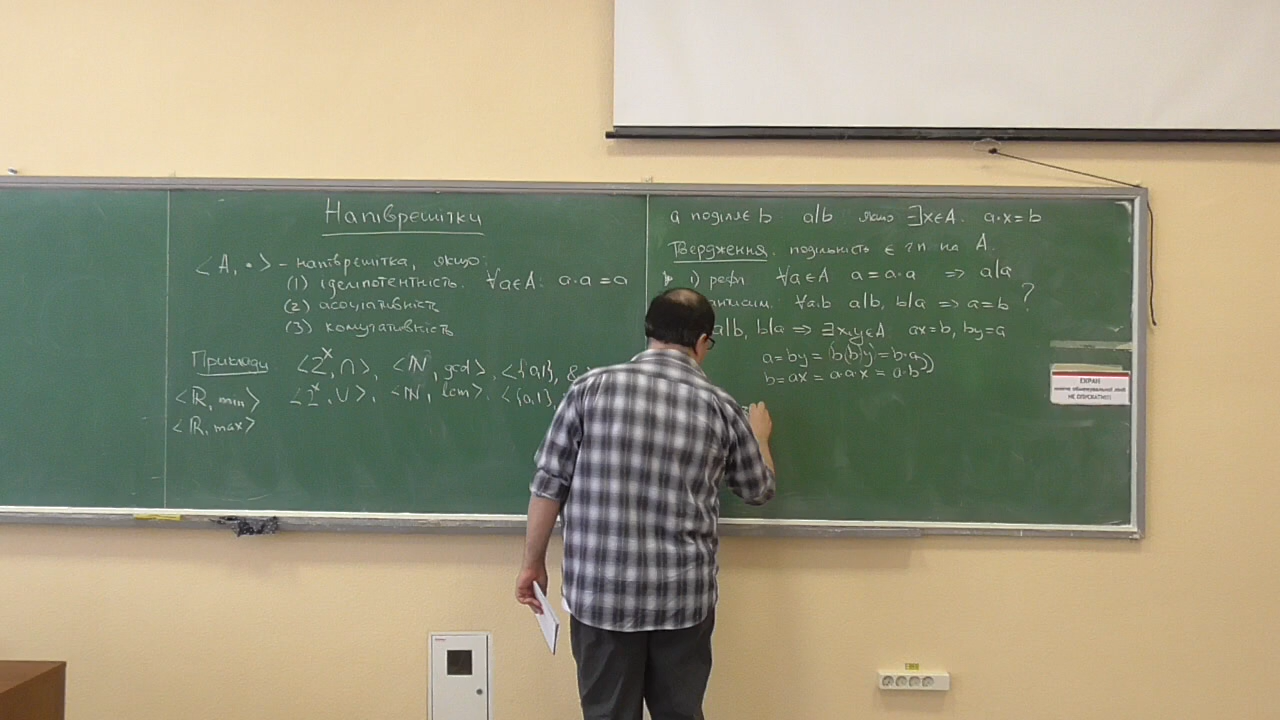 Напіврешітки
<A, •> – напіврешітка, якщо:
(1) ідемпотентність. ∀a∈A: a·a = a
(2) асоціативність
(3) комутативність
Приклади <2^X, ∩>, <ℕ, gcd>, <{0,1}, &
<ℝ, min> <2^X, ∪>, <ℕ, lcm>. <{0,1},
<ℝ, max>
a поділяє b a|b якщо ∃x∈A. a·x = b
Твердження. подільність є на A.
1) рефл ∀a∈A a = a·a => a|a
∀a,b a|b, b|a => a=b ?
a|b, b|a => ∃x,y∈A ax=b, by=a
a = by = (b(b)y) = b·a
b = ax = a·a·x = a·b
ЕКРАН
НЕ ОПУСКАТИ!!!